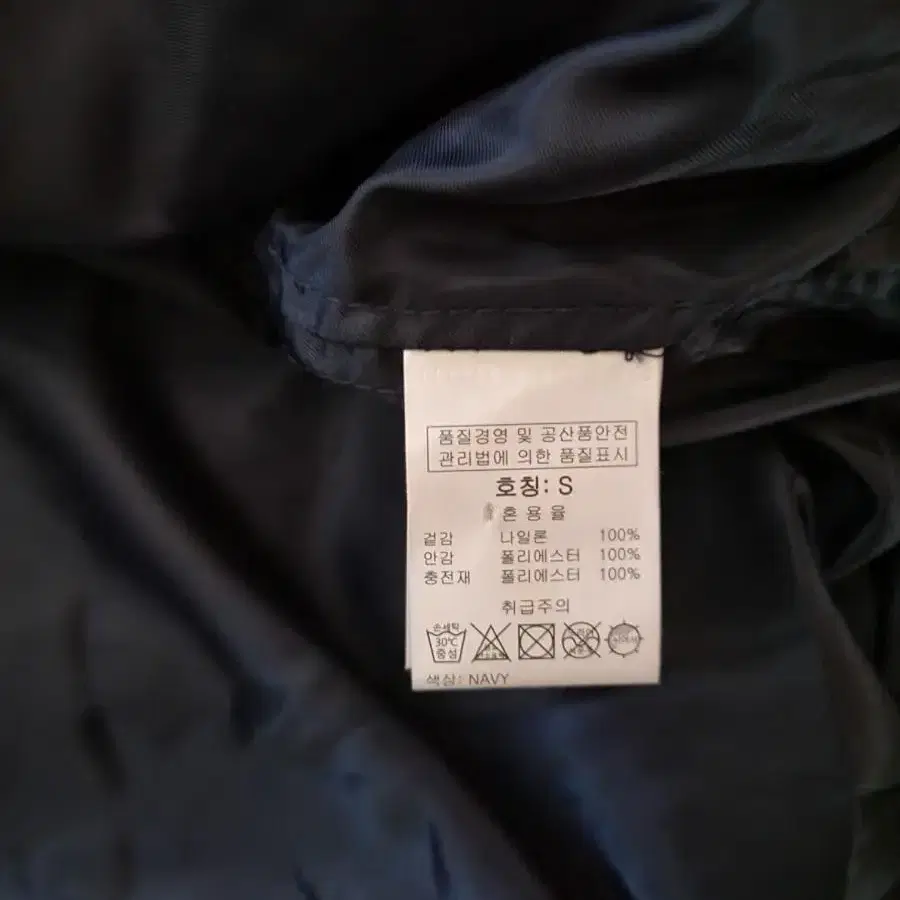 품질경영 및 공산품안전
관리법에 의한 품질표시
호칭: S
혼용율
겉감 나일론 100%
안감 폴리에스터 100%
충전재 폴리에스터 100%
취급주의
손세탁
30℃
중성
색상: NAVY